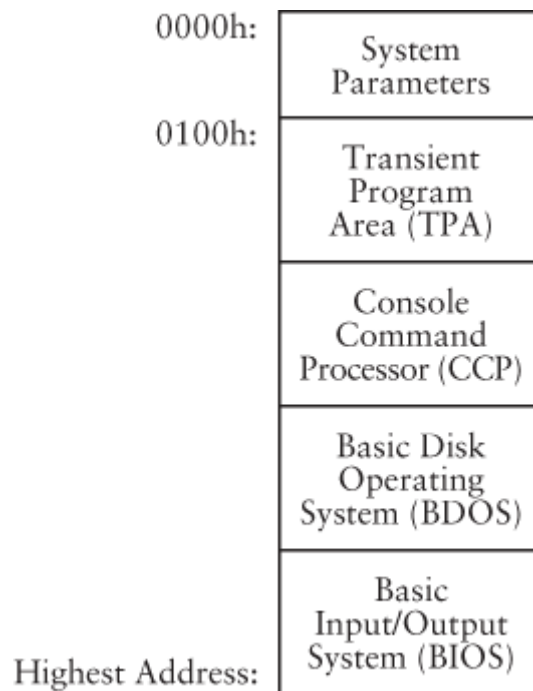 0000h:
System
Parameters
0100h:
Transient
Program
Area (TPA)
Console
Command
Processor (CCP)
Basic Disk
Operating
System (BDOS)
Basic
Input/Output
System (BIOS)
Highest Address: